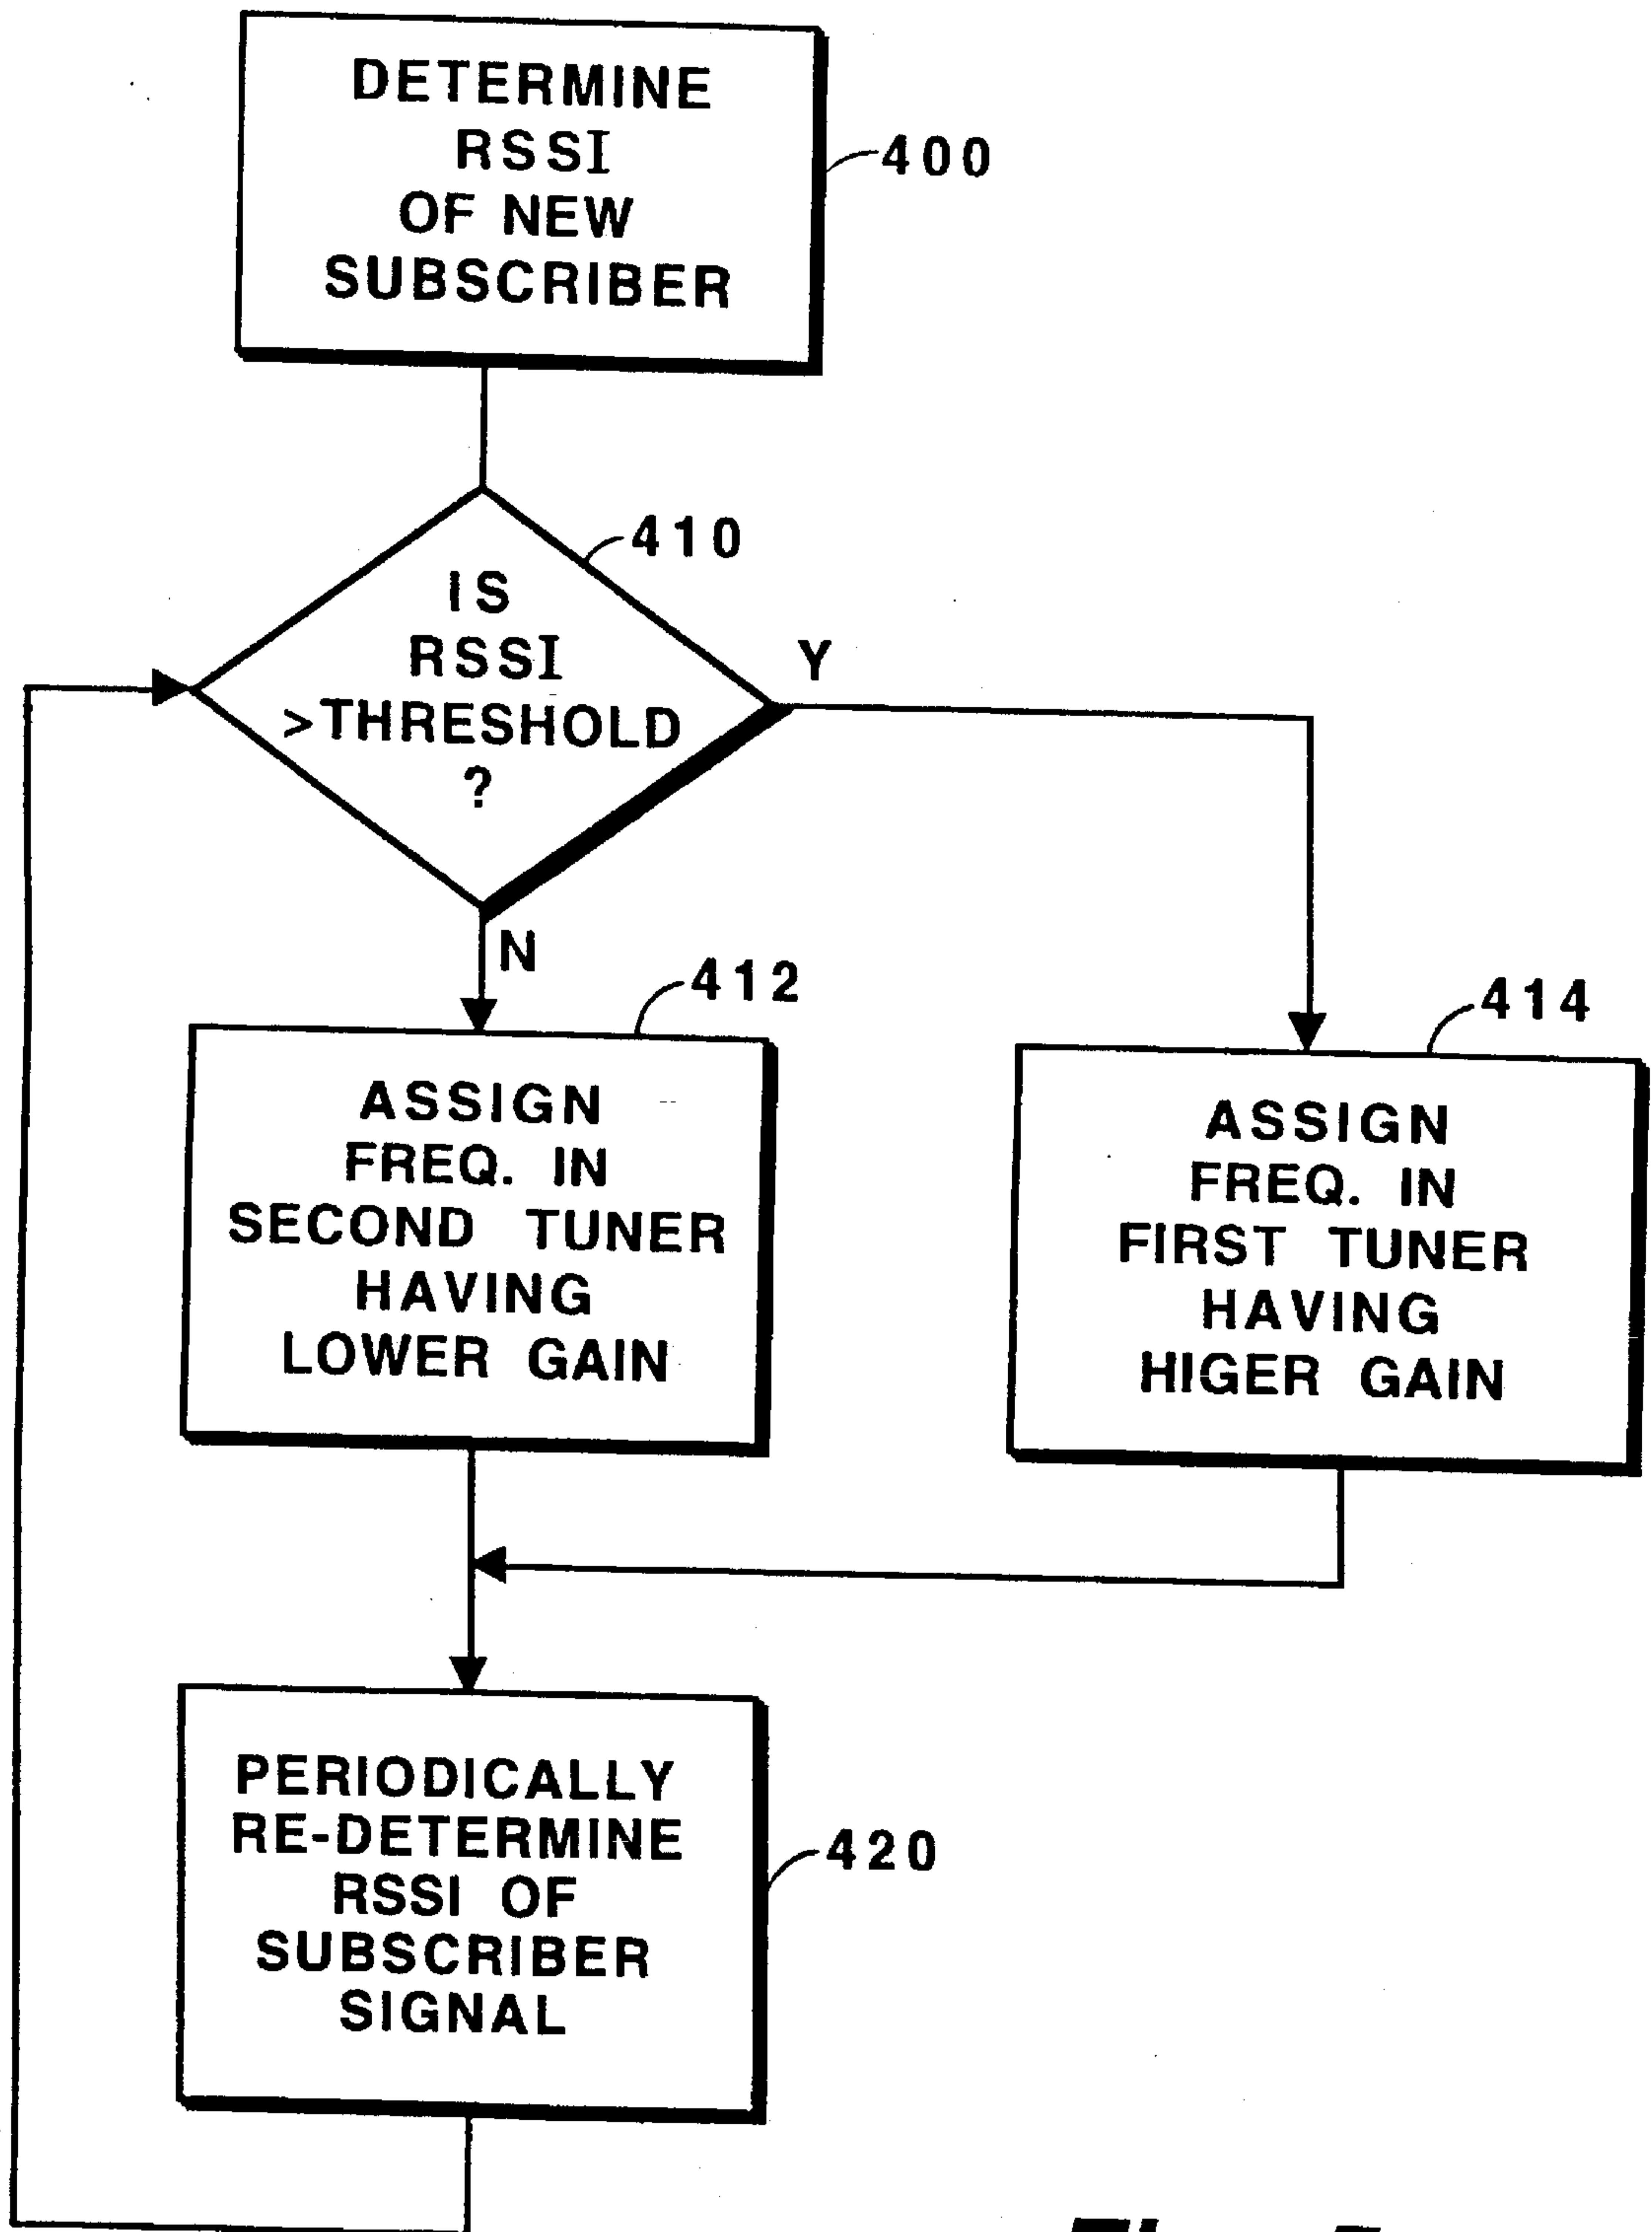 DETERMINE
RSSI
OF NEW
SUBSCRIBER
400
410
IS
RSSI
>THRESHOLD
?
Y
N
412
414
ASSIGN
FREQ. IN
SECOND TUNER
HAVING
LOWER GAIN
ASSIGN
FREQ. IN
FIRST TUNER
HAVING
HIGER GAIN
PERIODICALLY
RE-DETERMINE
RSSI OF
SUBSCRIBER
SIGNAL
420